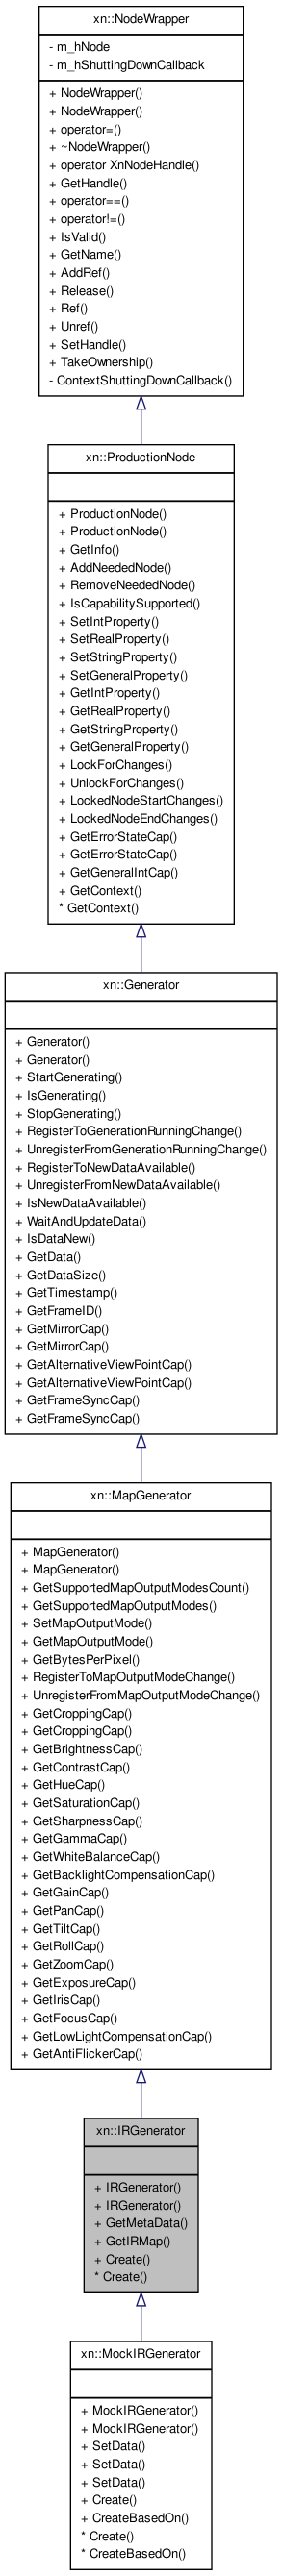 xn::NodeWrapper
- m_hNode
- m_hShuttingDownCallback
+ NodeWrapper()
+ NodeWrapper()
+ operator=()
+ ~NodeWrapper()
+ operator XnNodeHandle()
+ GetHandle()
+ operator==()
+ operator!=()
+ IsValid()
+ GetName()
+ AddRef()
+ Release()
+ Ref()
+ Unref()
+ SetHandle()
+ TakeOwnership()
- ContextShuttingDownCallback()
xn::ProductionNode
+ ProductionNode()
+ ProductionNode()
+ GetInfo()
+ AddNeededNode()
+ RemoveNeededNode()
+ IsCapabilitySupported()
+ SetIntProperty()
+ SetRealProperty()
+ SetStringProperty()
+ SetGeneralProperty()
+ GetIntProperty()
+ GetRealProperty()
+ GetStringProperty()
+ GetGeneralProperty()
+ LockForChanges()
+ UnlockForChanges()
+ LockedNodeStartChanges()
+ LockedNodeEndChanges()
+ GetErrorStateCap()
+ GetErrorStateCap()
+ GetGeneralIntCap()
+ GetContext()
* GetContext()
xn::Generator
+ Generator()
+ Generator()
+ StartGenerating()
+ IsGenerating()
+ StopGenerating()
+ RegisterToGenerationRunningChange()
+ UnregisterFromGenerationRunningChange()
+ RegisterToNewDataAvailable()
+ UnregisterFromNewDataAvailable()
+ IsNewDataAvailable()
+ WaitAndUpdateData()
+ IsDataNew()
+ GetData()
+ GetDataSize()
+ GetTimestamp()
+ GetFrameID()
+ GetMirrorCap()
+ GetMirrorCap()
+ GetAlternativeViewPointCap()
+ GetAlternativeViewPointCap()
+ GetFrameSyncCap()
+ GetFrameSyncCap()
xn::MapGenerator
+ MapGenerator()
+ MapGenerator()
+ GetSupportedMapOutputModesCount()
+ GetSupportedMapOutputModes()
+ SetMapOutputMode()
+ GetMapOutputMode()
+ GetBytesPerPixel()
+ RegisterToMapOutputModeChange()
+ UnregisterFromMapOutputModeChange()
+ GetCroppingCap()
+ GetCroppingCap()
+ GetBrightnessCap()
+ GetContrastCap()
+ GetHueCap()
+ GetSaturationCap()
+ GetSharpnessCap()
+ GetGammaCap()
+ GetWhiteBalanceCap()
+ GetBacklightCompensationCap()
+ GetGainCap()
+ GetPanCap()
+ GetTiltCap()
+ GetRollCap()
+ GetZoomCap()
+ GetExposureCap()
+ GetIrisCap()
+ GetFocusCap()
+ GetLowLightCompensationCap()
+ GetAntiFlickerCap()
xn::IRGenerator
+ IRGenerator()
+ IRGenerator()
+ GetMetaData()
+ GetIRMap()
+ Create()
* Create()
xn::MockIRGenerator
+ MockIRGenerator()
+ MockIRGenerator()
+ SetData()
+ SetData()
+ SetData()
+ Create()
+ CreateBasedOn()
* Create()
* CreateBasedOn()